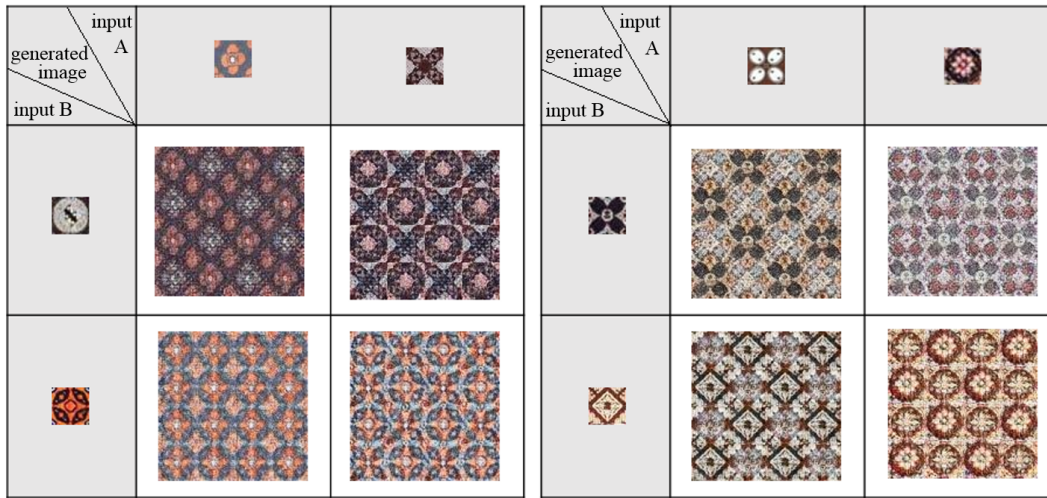 input
A
generated
image
input B
input
A
generated
image
input B